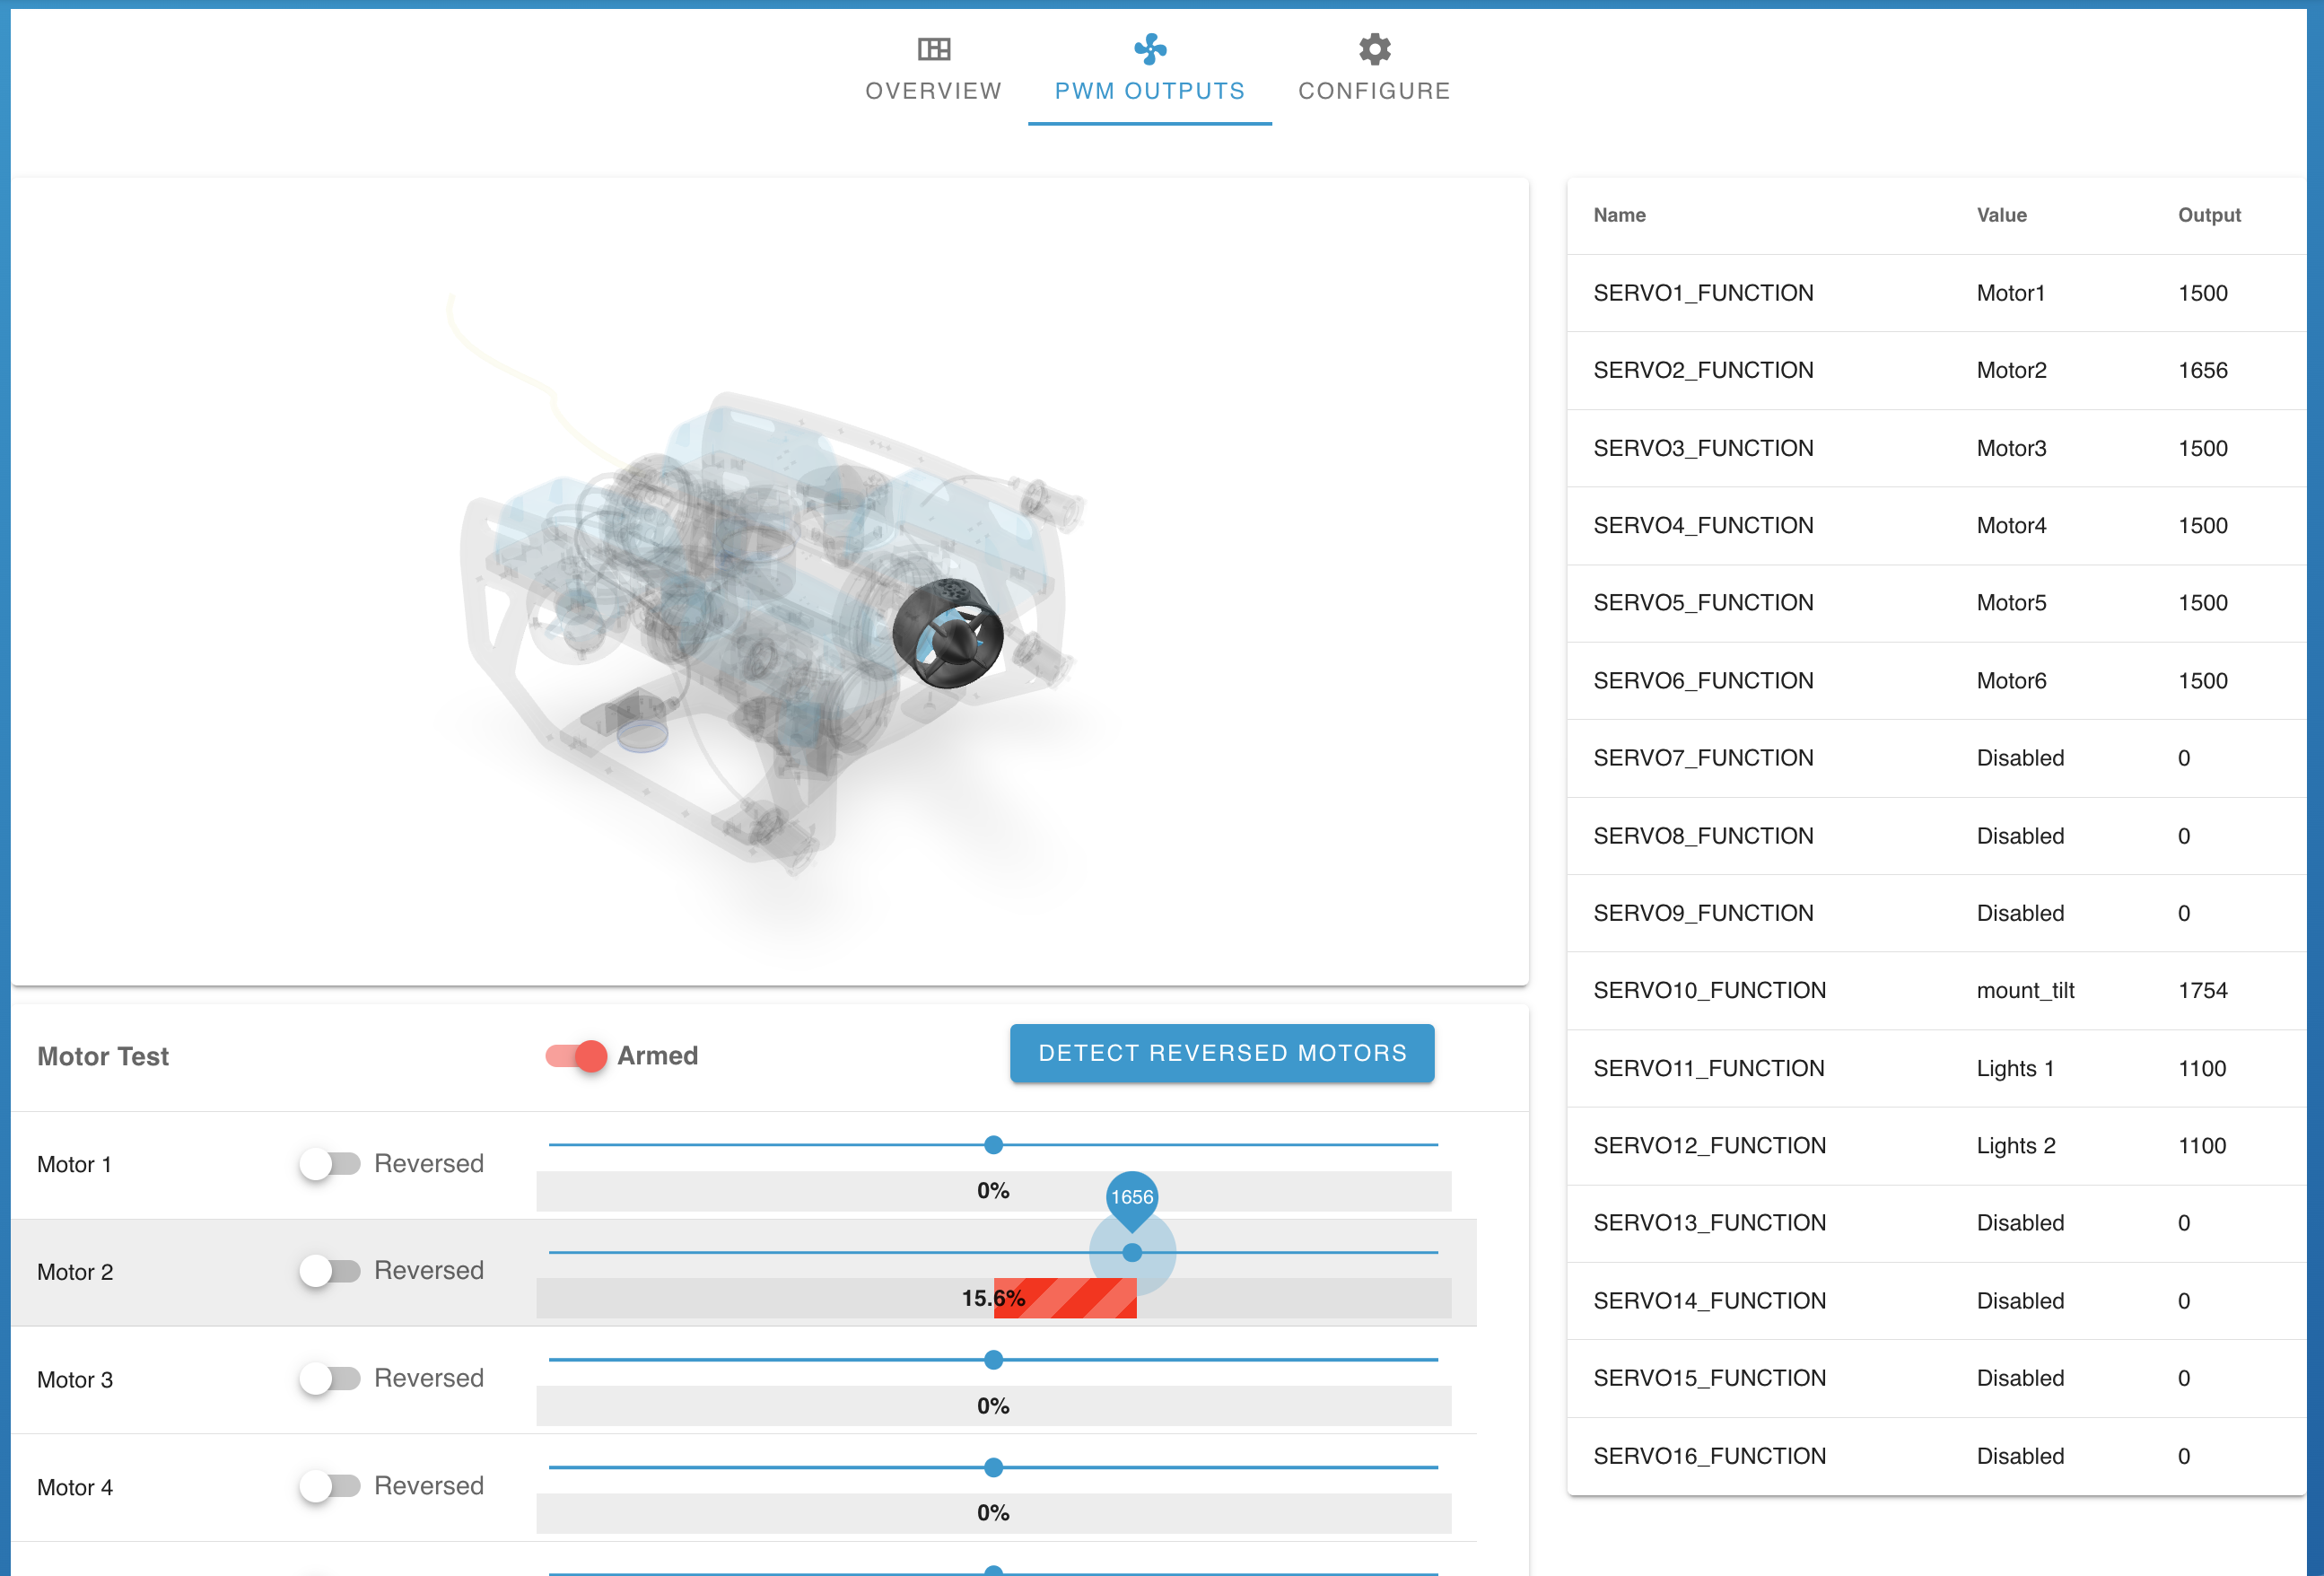 OVERVIEW
PWM OUTPUTS
CONFIGURE
Name Value Output
SERVO1_FUNCTION Motor1 1500
SERVO2_FUNCTION Motor2 1656
SERVO3_FUNCTION Motor3 1500
SERVO4_FUNCTION Motor4 1500
SERVO5_FUNCTION Motor5 1500
SERVO6_FUNCTION Motor6 1500
SERVO7_FUNCTION Disabled 0
SERVO8_FUNCTION Disabled 0
SERVO9_FUNCTION Disabled 0
SERVO10_FUNCTION mount_tilt 1754
SERVO11_FUNCTION Lights 1 1100
SERVO12_FUNCTION Lights 2 1100
SERVO13_FUNCTION Disabled 0
SERVO14_FUNCTION Disabled 0
SERVO15_FUNCTION Disabled 0
SERVO16_FUNCTION Disabled 0
Motor Test Armed DETECT REVERSED MOTORS
Motor 1 Reversed
0%
1656
Motor 2 Reversed
15.6%
Motor 3 Reversed
0%
Motor 4 Reversed
0%